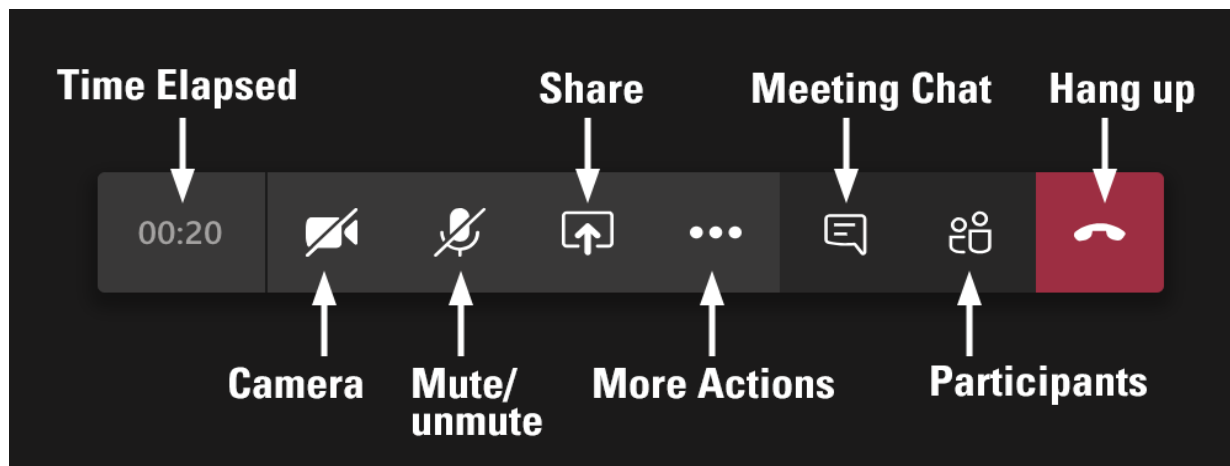 Time Elapsed
Share
Meeting Chat
Hang up
00:20
Camera
Mute/
unmute
More Actions
Participants